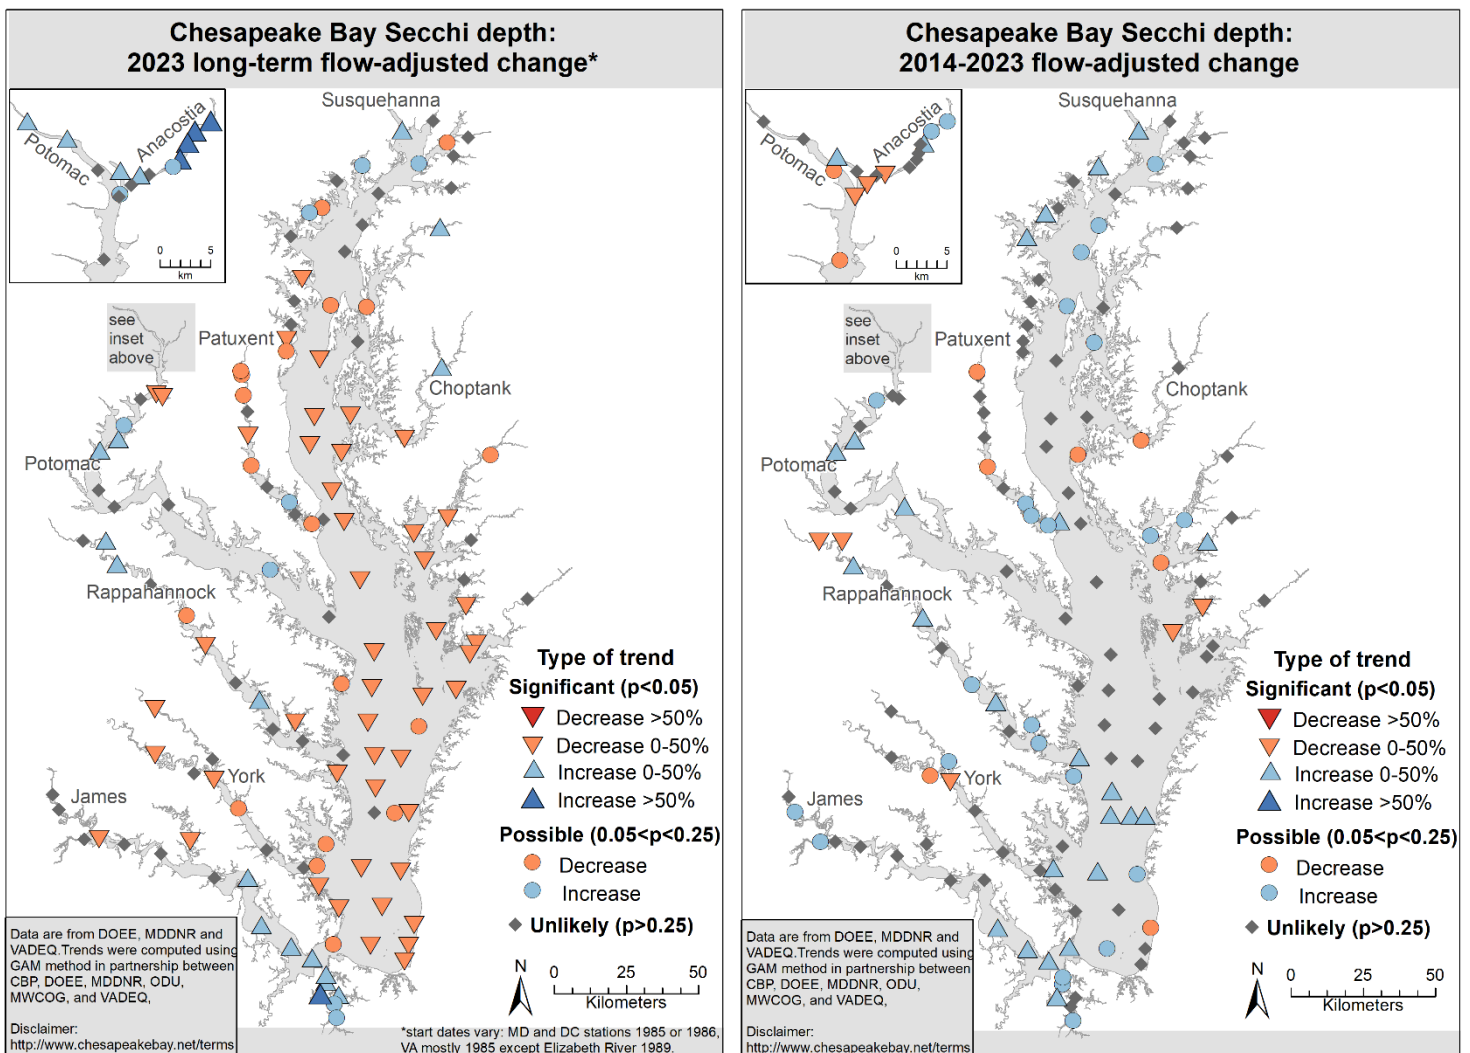 Chesapeake Bay Secchi depth:
2023 long-term flow-adjusted change*
Susquehanna
Anacostia
Potomac
0 5
km
see
inset
above
Patuxent
Choptank
Potomac
Rappahannock
York
James
Type of trend
Significant (p<0.05)
Decrease >50%
Decrease 0-50%
Increase 0-50%
Increase >50%
Possible (0.05<p<0.25)
Decrease
Increase
Unlikely (p>0.25)
N
0 25 50
Kilometers
Data are from DOEE, MDDNR and
VADEQ.Trends were computed using
GAM method in partnership between
CBP, DOEE, MDDNR, ODU,
MWCOG, and VADEQ,
Disclaimer:
http://www.chesapeakebay.net/terms
*start dates vary: MD and DC stations 1985 or 1986,
VA mostly 1985 except Elizabeth River 1989.
Chesapeake Bay Secchi depth:
2014-2023 flow-adjusted change
Susquehanna
Anacostia
Potomac
0 5
km
see
inset
above
Patuxent
Choptank
Potomac
Rappahannock
York
James
Type of trend
Significant (p<0.05)
Decrease >50%
Decrease 0-50%
Increase 0-50%
Increase >50%
Possible (0.05<p<0.25)
Decrease
Increase
Unlikely (p>0.25)
N
0 25 50
Kilometers
Data are from DOEE, MDDNR and
VADEQ.Trends were computed using
GAM method in partnership between
CBP, DOEE, MDDNR, ODU,
MWCOG, and VADEQ,
Disclaimer:
http://www.chesapeakebay.net/terms